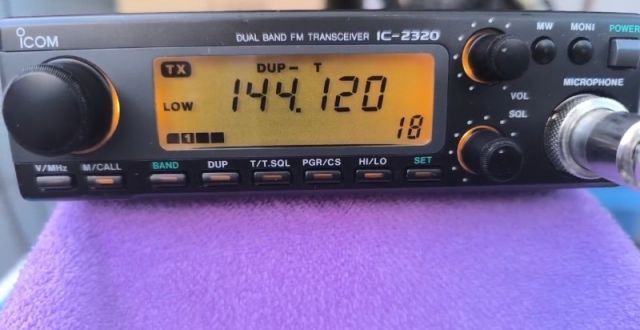 ICOM
DUAL BAND FM TRANSCEIVER IC-2320
MW MONI POWER
TX DUP- T
LOW 144.120
1 18
VOL
SQL
MICROPHONE
V/MHz M/CALL BAND DUP T/T.SQL PGR/CS HI/LO SET